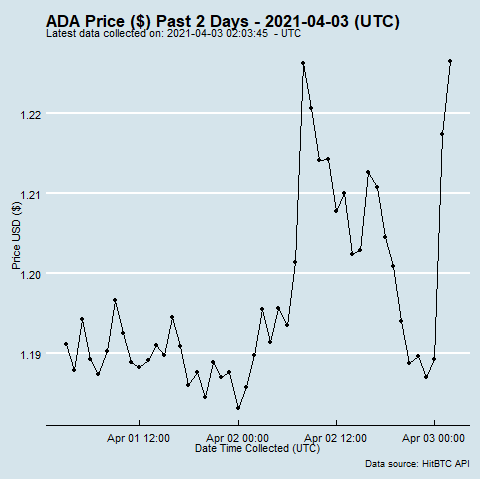 ADA Price ($) Past 2 Days - 2021-04-03 (UTC)
Latest data collected on: 2021-04-03 02:03:45 - UTC
1.22
1.21
1.20
1.19
Price USD ($)
Apr 01 12:00 Apr 02 00:00 Apr 02 12:00 Apr 03 00:00
Date Time Collected (UTC)
Data source: HitBTC API